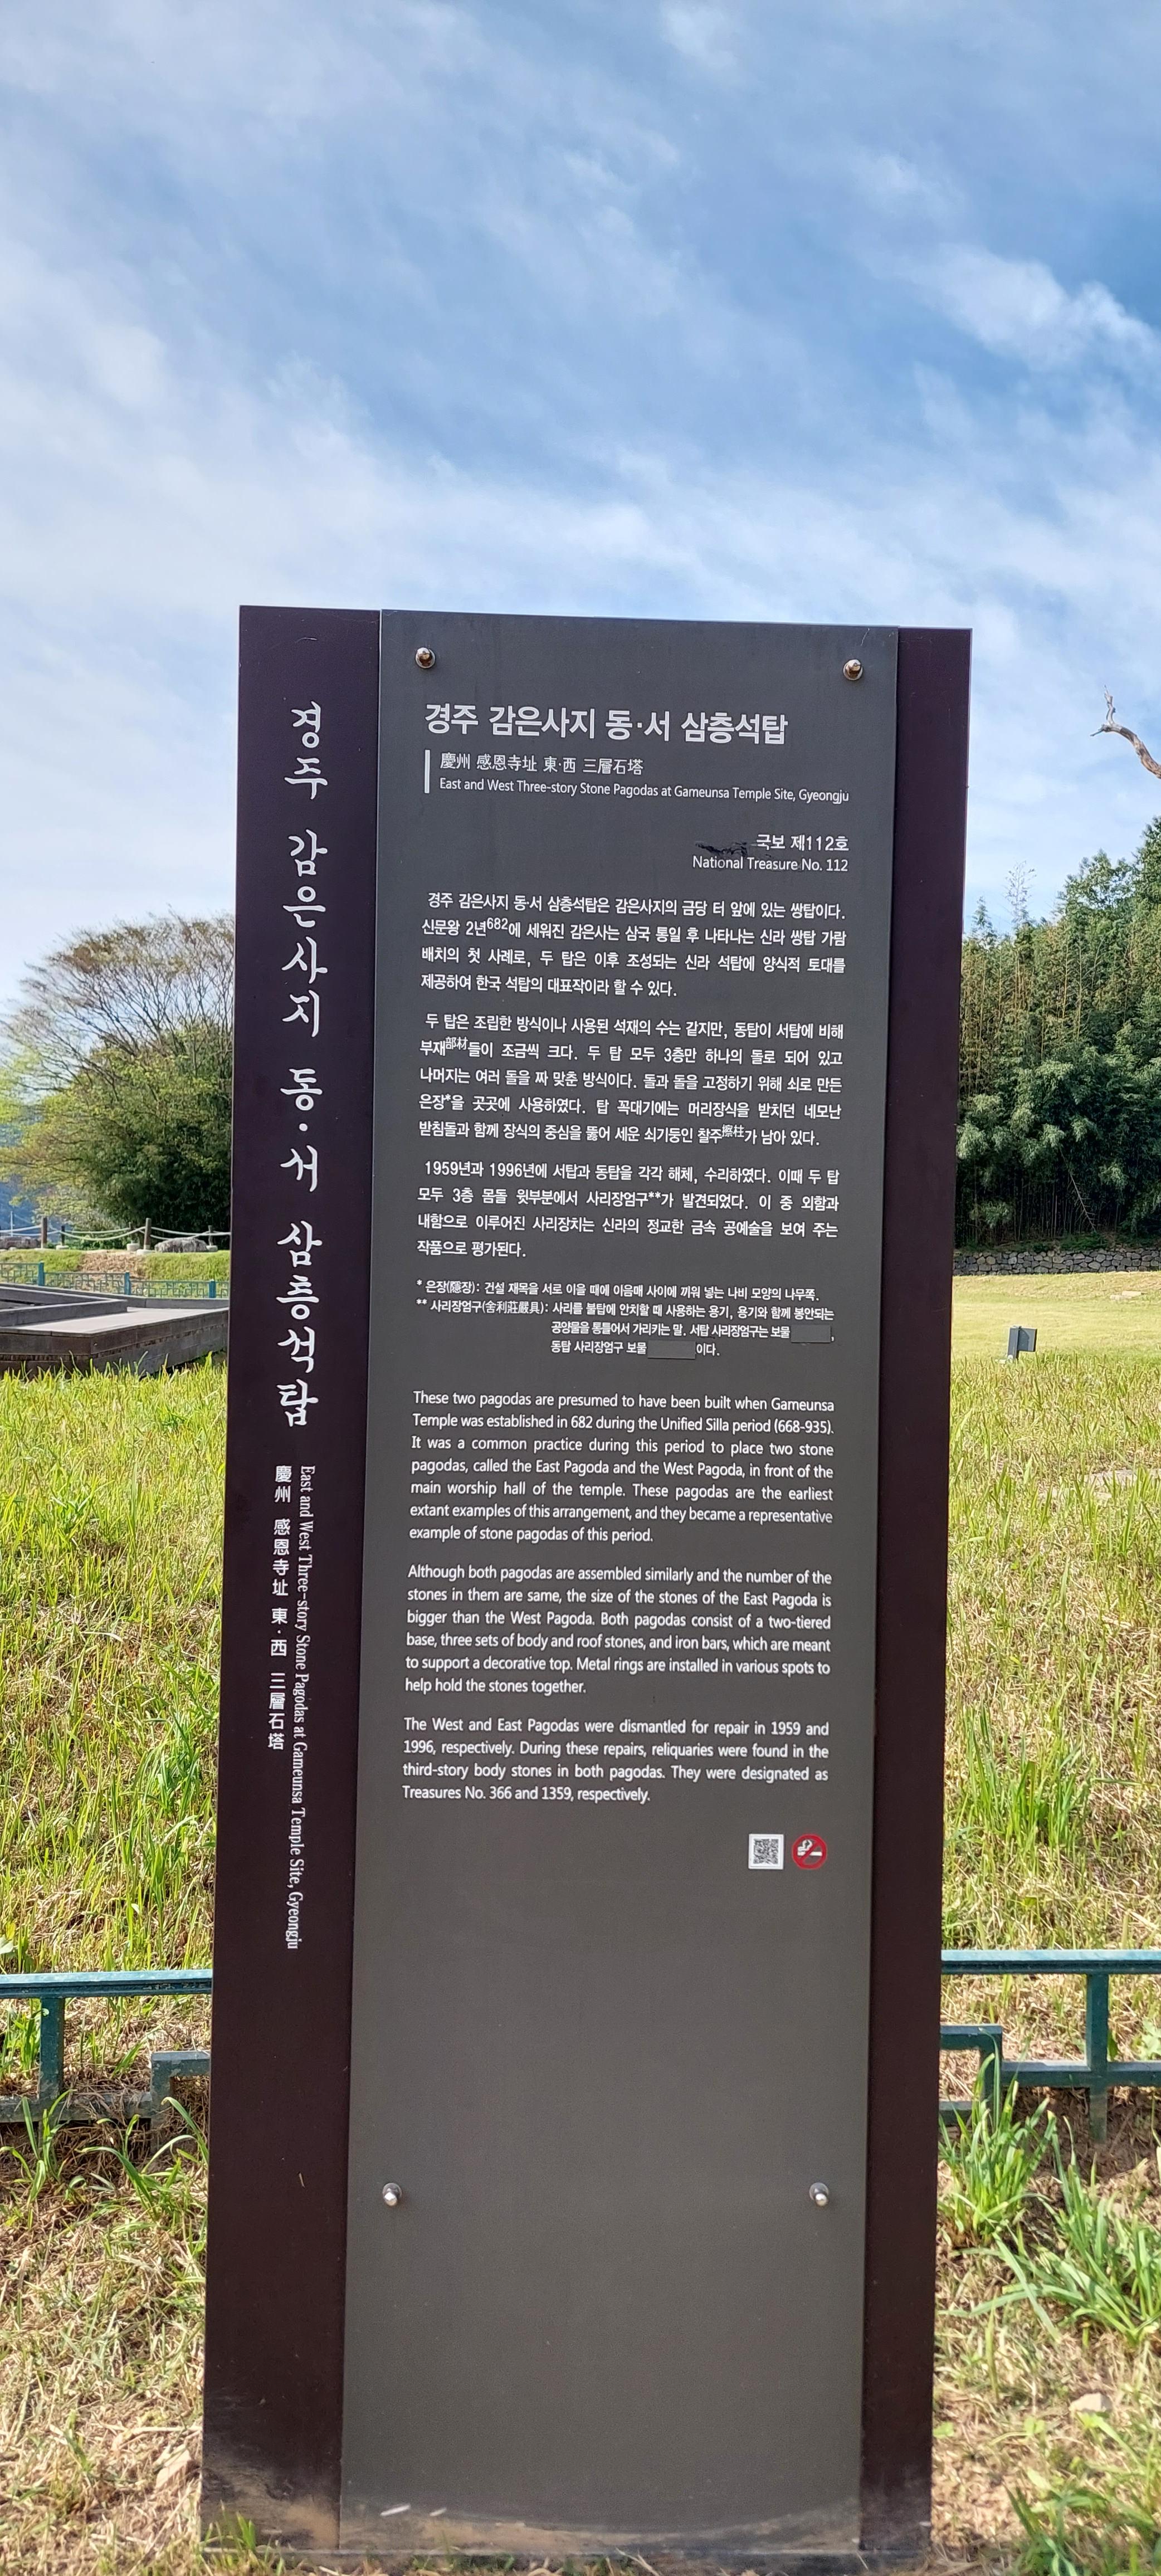 경주 감은사지 동·서 삼층석탑
慶州 感恩寺址 東·西 三層石塔
East and West Three-story Stone Pagodas at Gameunsa Temple Site, Gyeongju
경주 감은사지 동·서 삼층석탑
慶州 感恩寺址 東·西 三層石塔
East and West Three-story Stone Pagodas at Gameunsa Temple Site, Gyeongju
국보 제112호
National Treasure No. 112
경주 감은사지 동·서 삼층석탑은 감은사지의 금당 터 앞에 있는 쌍탑이다.
신문왕 2년682에 세워진 감은사는 삼국 통일 후 나타나는 신라 쌍탑 가람
배치의 첫 사례로, 두 탑은 이후 조성되는 신라 석탑에 양식적 토대를
제공하여 한국 석탑의 대표작이라 할 수 있다.
두 탑은 조립한 방식이나 사용된 석재의 수는 같지만, 동탑이 서탑에 비해
부재部材들이 조금씩 크다. 두 탑 모두 3층만 하나의 돌로 되어 있고
나머지는 여러 돌을 짜 맞춘 방식이다. 돌과 돌을 고정하기 위해 쇠로 만든
은장*을 곳곳에 사용하였다. 탑 꼭대기에는 머리장식을 받치던 네모난
받침돌과 함께 장식의 중심을 뚫어 세운 쇠기둥인 찰주擦柱가 남아 있다.
1959년과 1996년에 서탑과 동탑을 각각 해체, 수리하였다. 이때 두 탑
모두 3층 몸돌 윗부분에서 사리장엄구**가 발견되었다. 이 중 외함과
내함으로 이루어진 사리장치는 신라의 정교한 금속 공예술을 보여 주는
작품으로 평가된다.
* 은장(隱장): 건설 재목을 서로 이을 때에 이음매 사이에 끼워 넣는 나비 모양의 나무쪽.
** 사리장엄구(舍利莊嚴具): 사리를 불탑에 안치할 때 사용하는 용기, 용기와 함께 봉안되는
공양물을 통틀어서 가리키는 말. 서탑 사리장엄구는 보물 ,
동탑 사리장엄구 보물 이다.
These two pagodas are presumed to have been built when Gameunsa
Temple was established in 682 during the Unified Silla period (668-935).
It was a common practice during this period to place two stone
pagodas, called the East Pagoda and the West Pagoda, in front of the
main worship hall of the temple. These pagodas are the earliest
extant examples of this arrangement, and they became a representative
example of stone pagodas of this period.
Although both pagodas are assembled similarly and the number of the
stones in them are same, the size of the stones of the East Pagoda is
bigger than the West Pagoda. Both pagodas consist of a two-tiered
base, three sets of body and roof stones, and iron bars, which are meant
to support a decorative top. Metal rings are installed in various spots to
help hold the stones together.
The West and East Pagodas were dismantled for repair in 1959 and
1996, respectively. During these repairs, reliquaries were found in the
third-story body stones in both pagodas. They were designated as
Treasures No. 366 and 1359, respectively.